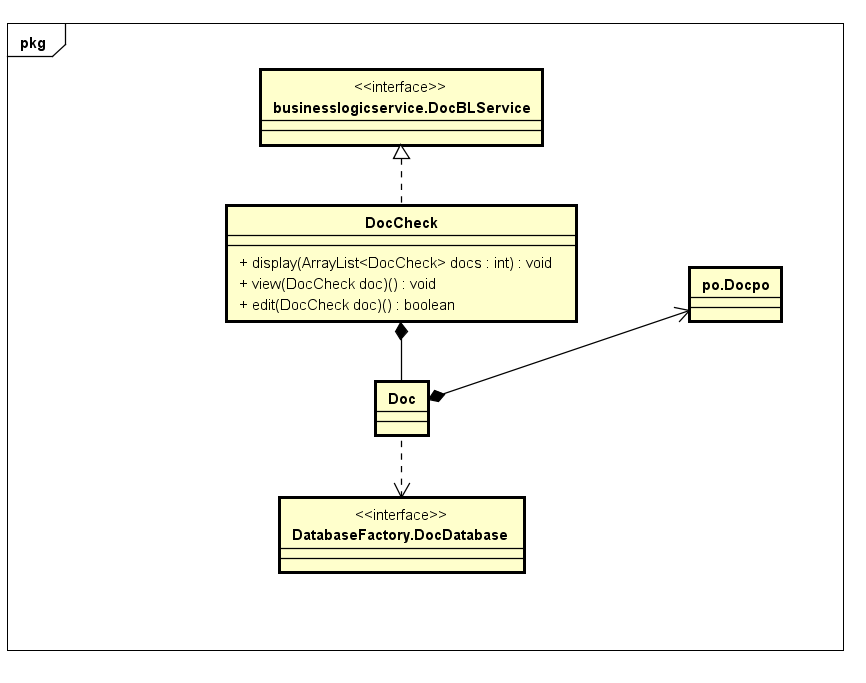 pkg
<<interface>>
businesslogicservice.DocBLService
DocCheck
+ display(ArrayList<DocCheck> docs : int) : void
+ view(DocCheck doc)() : void
+ edit(DocCheck doc)() : boolean
po.Docpo
Doc
<<interface>>
DatabaseFactory.DocDatabase